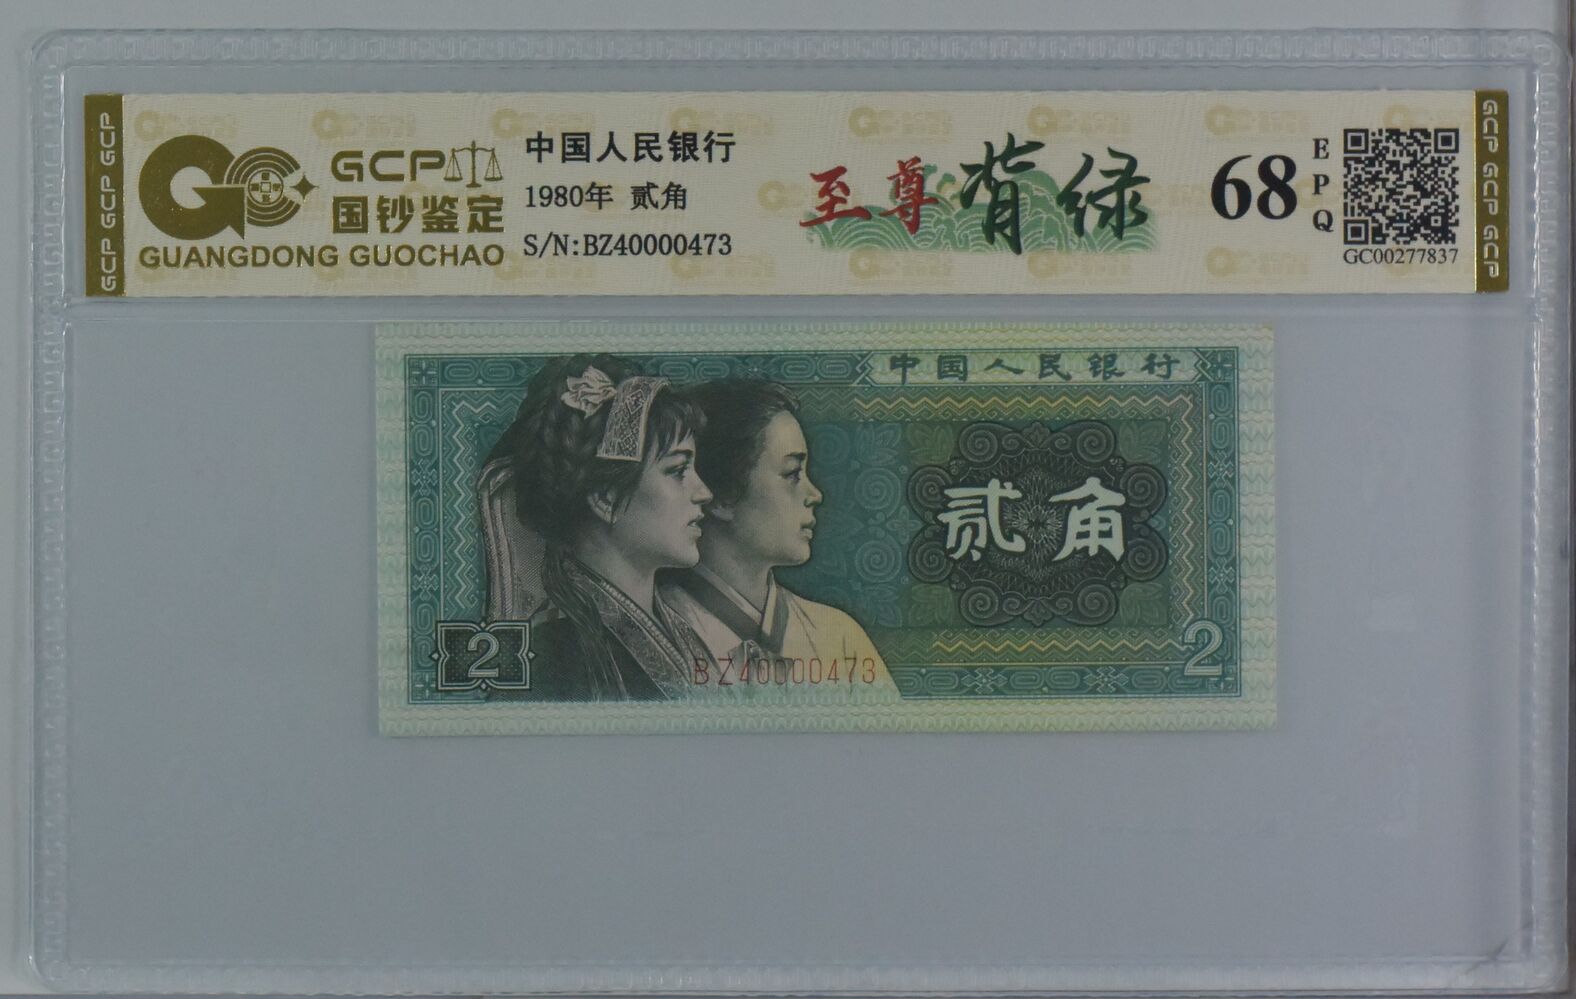 GCP GCP GCP
GCP
国钞鉴定
GUANGDONG GUOCHAO
中国人民银行
1980年 贰角
S/N:BZ40000473
至尊背绿
68
EPQ
GC00277837
GCP GCP GCP
中国人民银行
贰角
2
BZ40000473
2